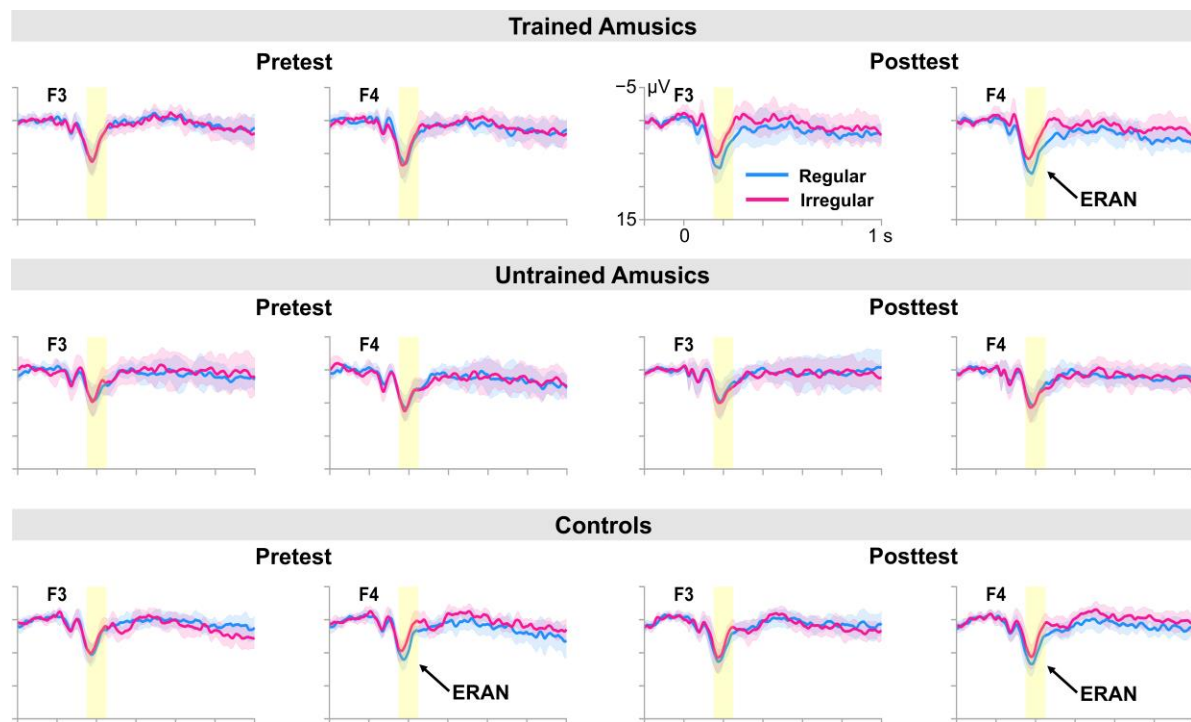 Trained Amusics
Pretest
Posttest
F3
F4
−5
µV
F3
F4
Regular
Irregular
ERAN
15
0
1 s
Untrained Amusics
Pretest
Posttest
F3
F4
F3
F4
Controls
Pretest
Posttest
F3
F4
F3
F4
ERAN
ERAN